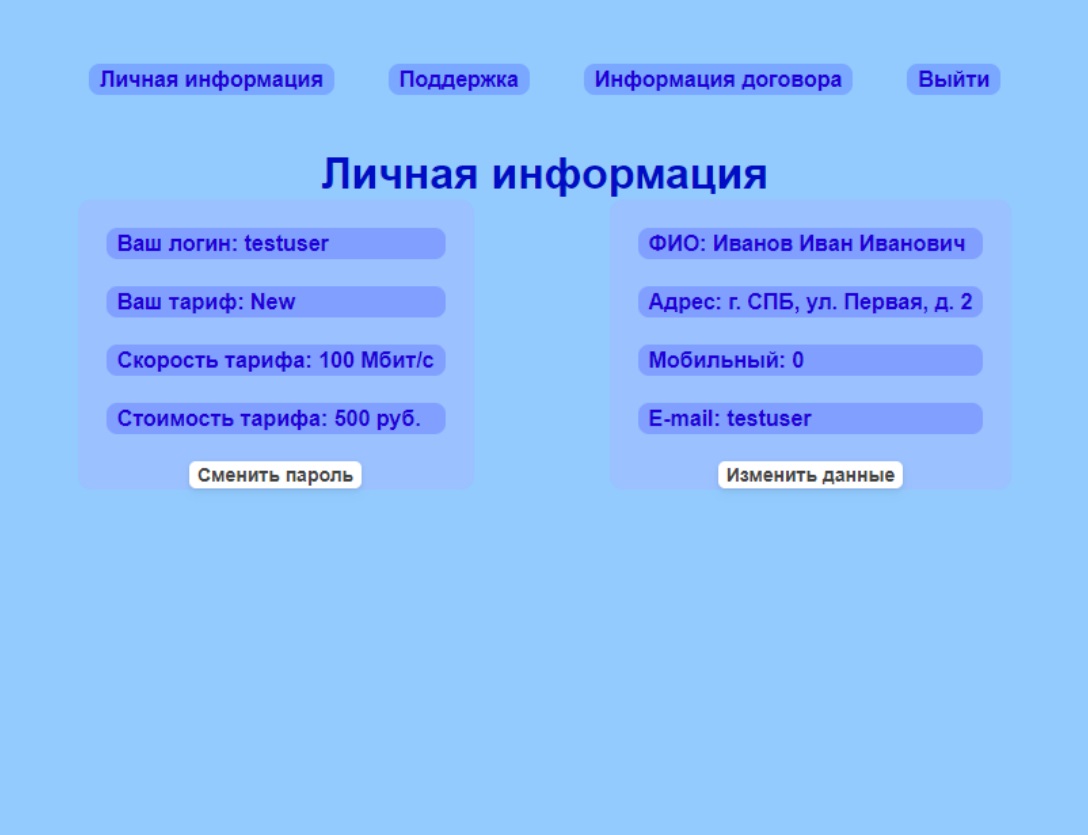 Личная информация
Поддержка
Информация договора
Выйти
Личная информация
Ваш логин: testuser
Ваш тариф: New
Скорость тарифа: 100 Мбит/с
Стоимость тарифа: 500 руб.
Сменить пароль
ФИО: Иванов Иван Иванович
Адрес: г. СПБ, ул. Первая, д. 2
Мобильный: 0
E-mail: testuser
Изменить данные